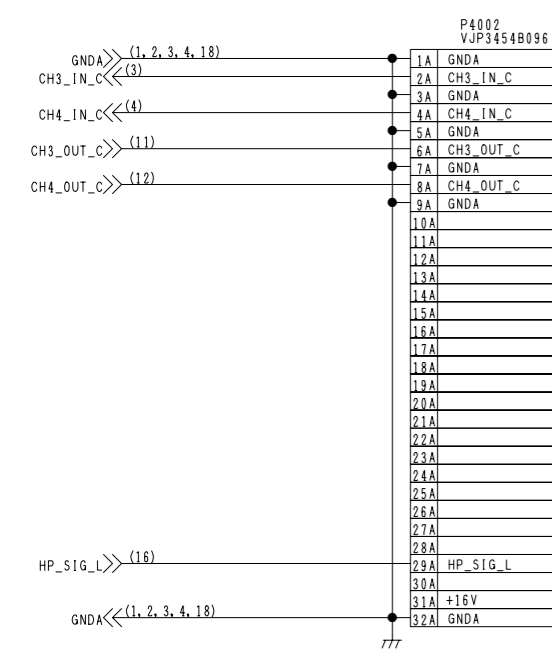 P4002
VJP3454B096
GNDA (1, 2, 3, 4, 18) 1A GNDA
CH3_IN_C (3) 2A CH3_IN_C
3A GNDA
CH4_IN_C (4) 4A CH4_IN_C
5A GNDA
CH3_OUT_C (11) 6A CH3_OUT_C
7A GNDA
CH4_OUT_C (12) 8A CH4_OUT_C
9A GNDA
10A
11A
12A
13A
14A
15A
16A
17A
18A
19A
20A
21A
22A
23A
24A
25A
26A
27A
28A
HP_SIG_L (16) 29A HP_SIG_L
30A
31A +16V
GNDA (1, 2, 3, 4, 18) 32A GNDA